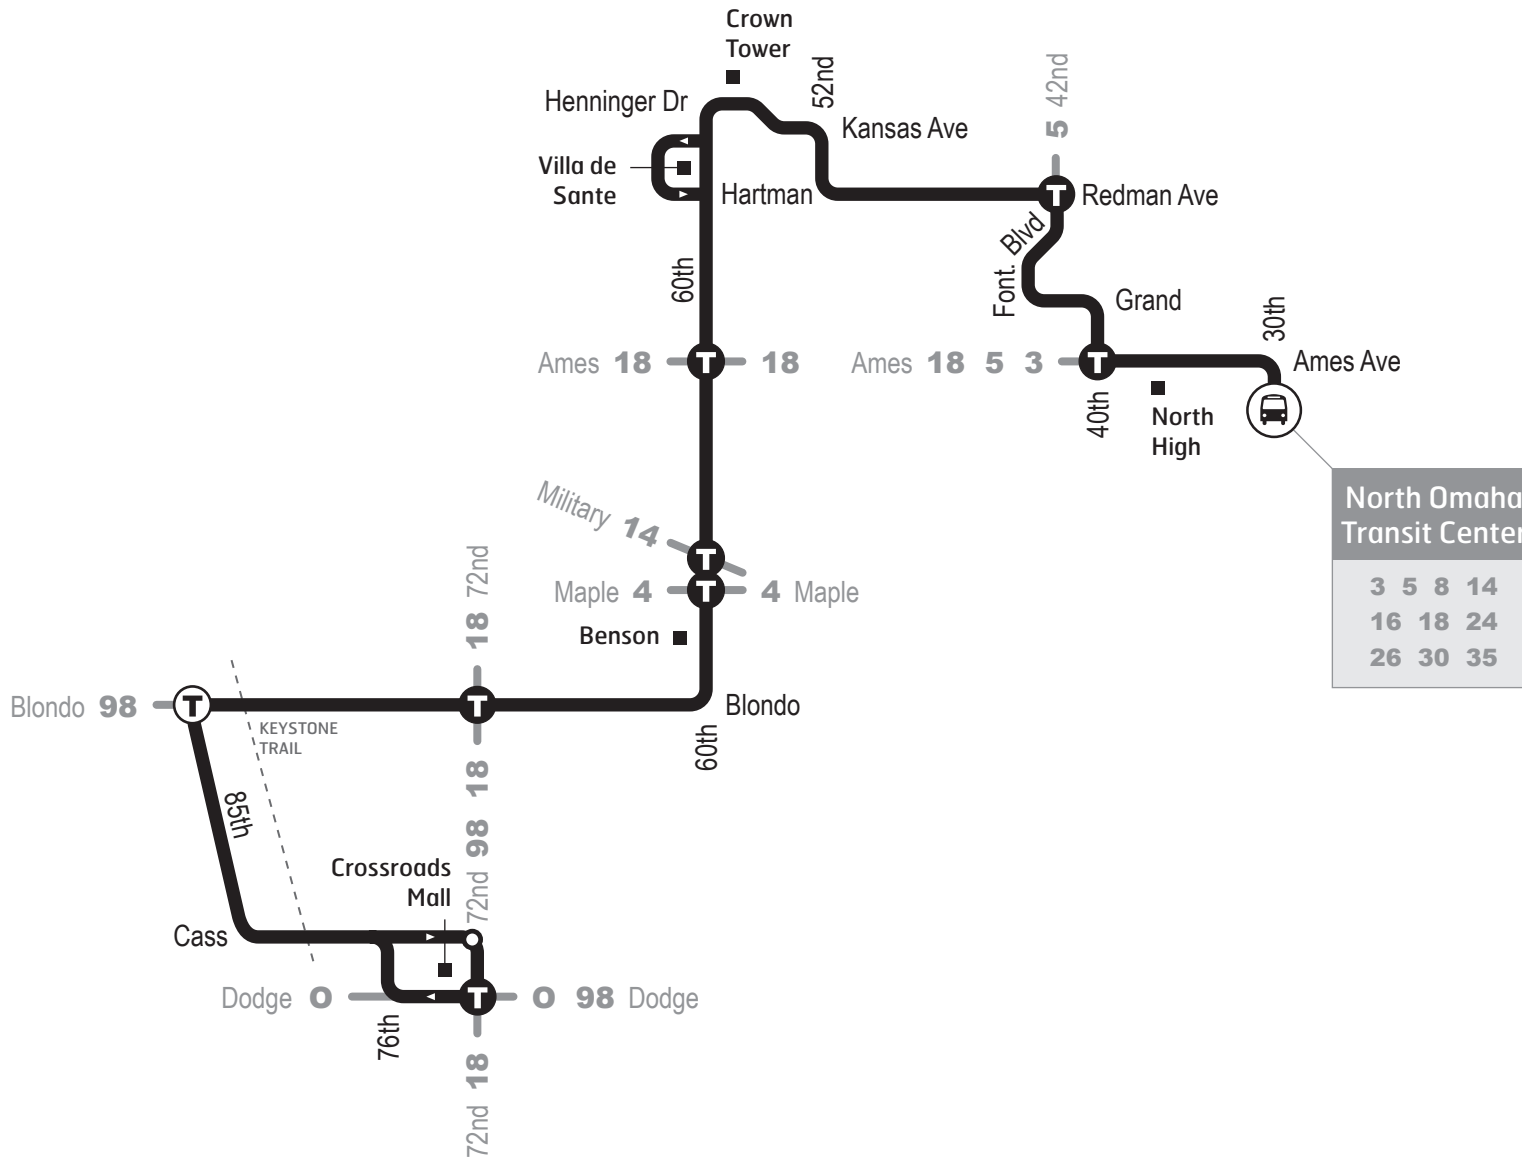 Crown
Tower
52nd
5 42nd
Henninger Dr
Kansas Ave
Villa de
Sante
Hartman
Redman Ave
Font. Blvd
60th
Grand
30th
Ames 18
18
Ames 18 5 3
Ames Ave
40th
North
High
North Omaha
Transit Center
3 5 8 14
16 18 24
26 30 35
Military 14
Maple 4
4 Maple
18 72nd
Benson
Blondo 98
Blondo
KEYSTONE
TRAIL
60th
85th
72nd 98 18
Crossroads
Mall
Cass
Dodge O
O 98 Dodge
76th
72nd 18